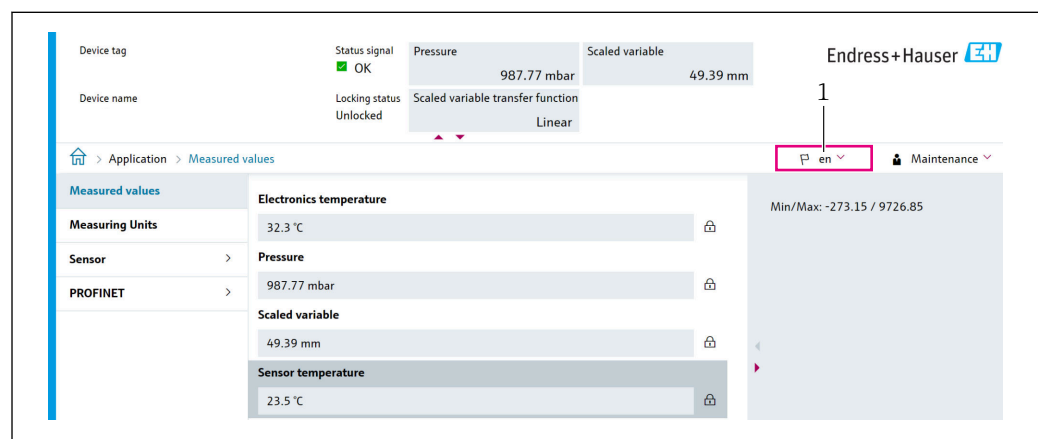 Device tag
Status signal
OK
Pressure
987.77 mbar
Scaled variable
49.39 mm
Endress+Hauser EH
Device name
Locking status
Unlocked
Scaled variable transfer function
Linear
1
> Application > Measured values
en
Maintenance
Measured values
Measuring Units
Sensor >
PROFINET >
Electronics temperature
32.3 °C
Pressure
987.77 mbar
Scaled variable
49.39 mm
Sensor temperature
23.5 °C
Min/Max: -273.15 / 9726.85